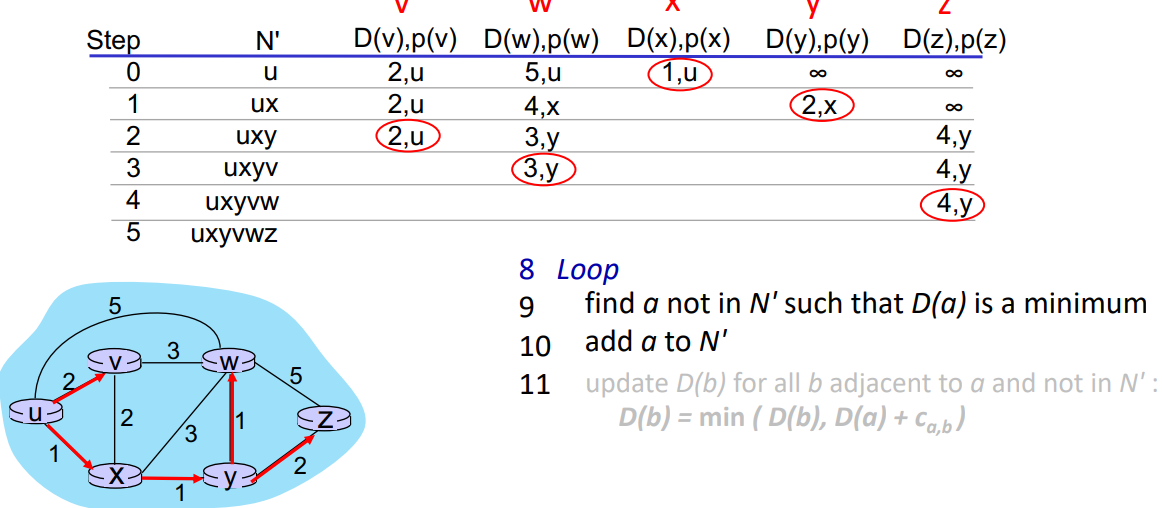 v w x y z
Step N' D(v),p(v) D(w),p(w) D(x),p(x) D(y),p(y) D(z),p(z)
0 u 2,u 5,u 1,u ∞ ∞
1 ux 2,u 4,x 2,x ∞
2 uxy 2,u 3,y 4,y
3 uxyv 3,y 4,y
4 uxyvw 4,y
5 uxyvwz
8 Loop
9 find a not in N' such that D(a) is a minimum
10 add a to N'
11 update D(b) for all b adjacent to a and not in N' :
D(b) = min ( D(b), D(a) + ca,b )
5
v 3 w
2 5
u 2 1 z
3
1 2
x 1 y